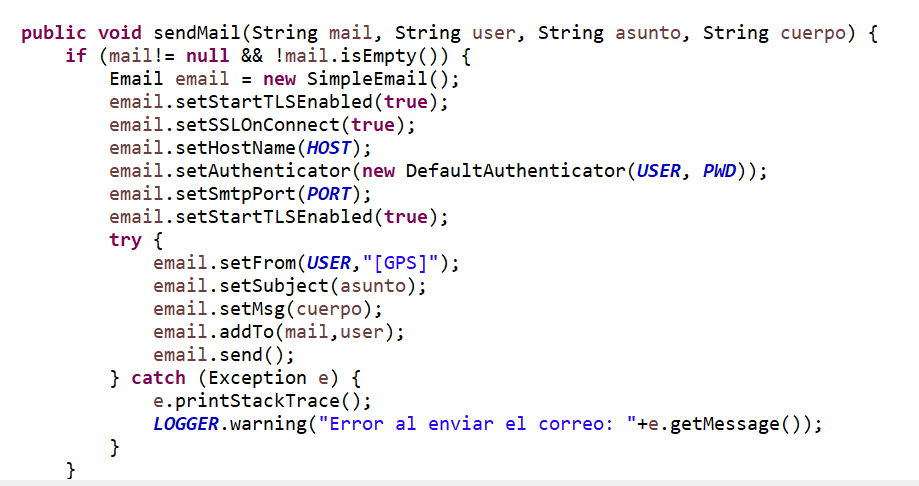 public void sendMail(String mail, String user, String asunto, String cuerpo) {
if (mail!= null && !mail.isEmpty()) {
Email email = new SimpleEmail();
email.setStartTLSEnabled(true);
email.setSSLOnConnect(true);
email.setHostName(HOST);
email.setAuthenticator(new DefaultAuthenticator(USER, PWD));
email.setSmtpPort(PORT);
email.setStartTLSEnabled(true);
try {
email.setFrom(USER,"[GPS]");
email.setSubject(asunto);
email.setMsg(cuerpo);
email.addTo(mail,user);
email.send();
} catch (Exception e) {
e.printStackTrace();
LOGGER.warning("Error al enviar el correo: "+e.getMessage());
}
}